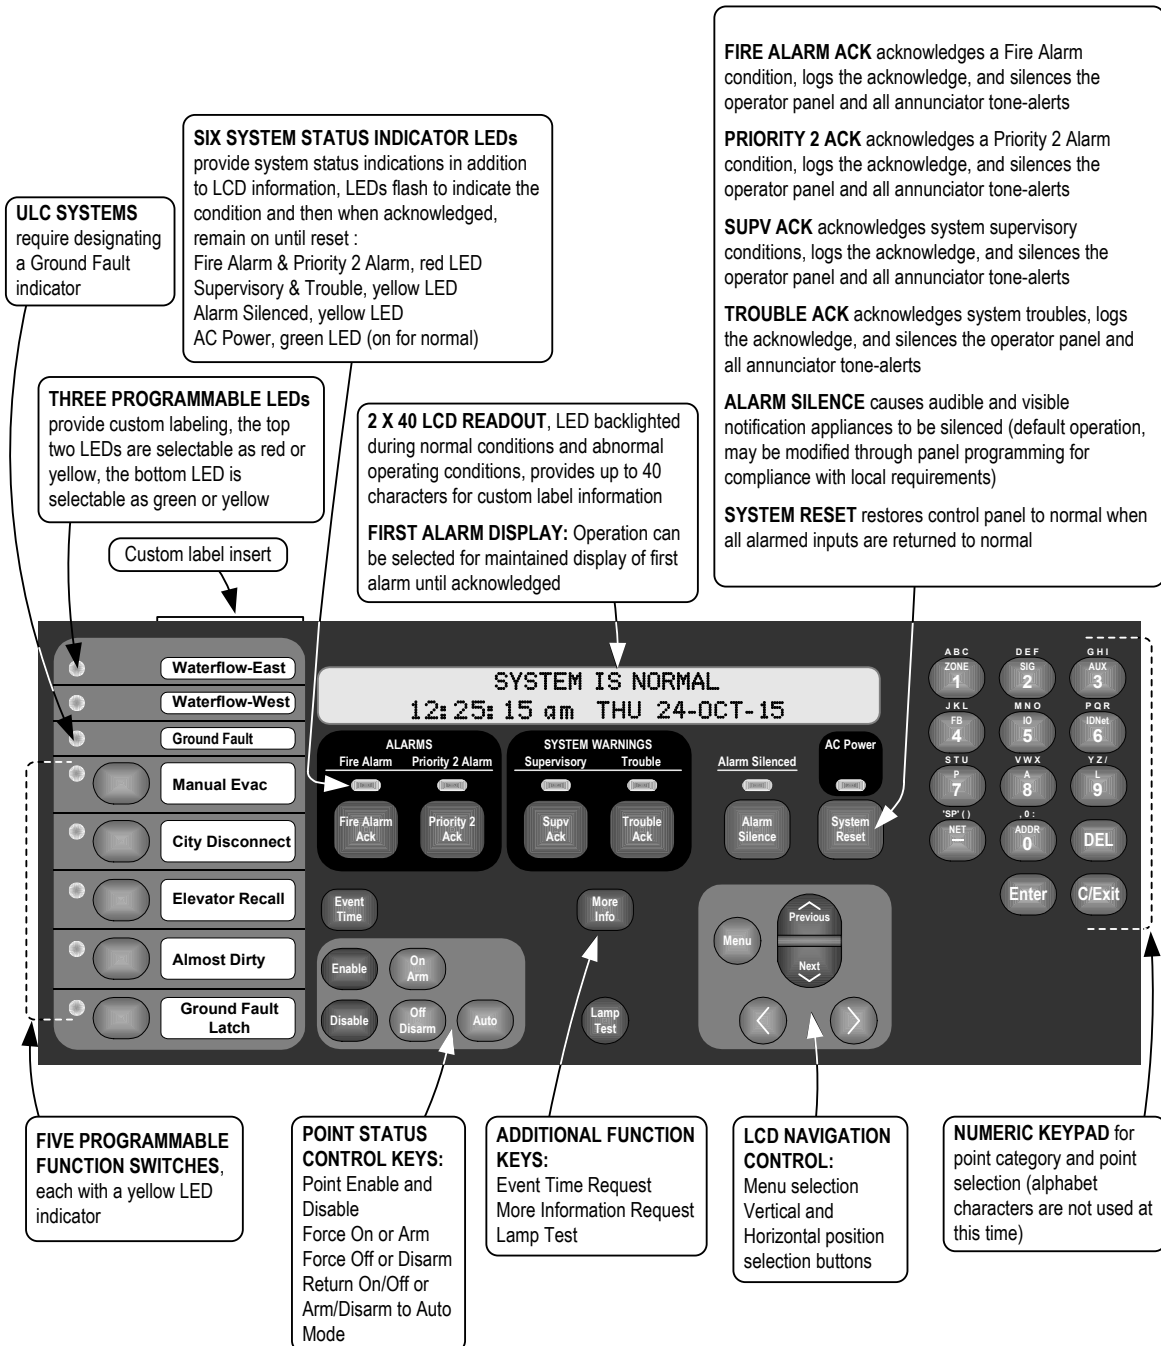 FIRE ALARM ACK acknowledges a Fire Alarm
condition, logs the acknowledge, and silences the
operator panel and all annunciator tone-alerts
PRIORITY 2 ACK acknowledges a Priority 2 Alarm
condition, logs the acknowledge, and silences the
operator panel and all annunciator tone-alerts
SUPV ACK acknowledges system supervisory
conditions, logs the acknowledge, and silences the
operator panel and all annunciator tone-alerts
TROUBLE ACK acknowledges system troubles, logs
the acknowledge, and silences the operator panel and
all annunciator tone-alerts
ALARM SILENCE causes audible and visible
notification appliances to be silenced (default operation,
may be modified through panel programming for
compliance with local requirements)
SYSTEM RESET restores control panel to normal when
all alarmed inputs are returned to normal
SIX SYSTEM STATUS INDICATOR LEDs
provide system status indications in addition
to LCD information, LEDs flash to indicate the
condition and then when acknowledged,
remain on until reset :
Fire Alarm & Priority 2 Alarm, red LED
Supervisory & Trouble, yellow LED
Alarm Silenced, yellow LED
AC Power, green LED (on for normal)
ULC SYSTEMS
require designating
a Ground Fault
indicator
THREE PROGRAMMABLE LEDs
provide custom labeling, the top
two LEDs are selectable as red or
yellow, the bottom LED is
selectable as green or yellow
2 X 40 LCD READOUT, LED backlighted
during normal conditions and abnormal
operating conditions, provides up to 40
characters for custom label information
FIRST ALARM DISPLAY: Operation can
be selected for maintained display of first
alarm until acknowledged
Custom label insert
Waterflow-East
Waterflow-West
Ground Fault
Manual Evac
City Disconnect
Elevator Recall
Almost Dirty
Ground Fault
Latch
SYSTEM IS NORMAL
12:25:15 am THU 24-OCT-15
ALARMS
Fire Alarm Priority 2 Alarm
SYSTEM WARNINGS
Supervisory Trouble
Alarm Silenced
AC Power
Fire Alarm
Ack
Priority 2
Ack
Supv
Ack
Trouble
Ack
Alarm
Silence
System
Reset
Event
Time
More
Info
Enable
On
Arm
Disable
Off
Disarm
Auto
Lamp
Test
Menu
Previous
Next
< >
A B C D E F G H I
ZONE SIG AUX
1 2 3
J K L M N O P Q R
FB IO IDNet
4 5 6
S T U V W X Y Z /
P A L
7 8 9
'SP' ( ) , 0 :
NET ADDR
– 0 DEL
Enter C/Exit
FIVE PROGRAMMABLE
FUNCTION SWITCHES,
each with a yellow LED
indicator
POINT STATUS
CONTROL KEYS:
Point Enable and
Disable
Force On or Arm
Force Off or Disarm
Return On/Off or
Arm/Disarm to Auto
Mode
ADDITIONAL FUNCTION
KEYS:
Event Time Request
More Information Request
Lamp Test
LCD NAVIGATION
CONTROL:
Menu selection
Vertical and
Horizontal position
selection buttons
NUMERIC KEYPAD for
point category and point
selection (alphabet
characters are not used at
this time)